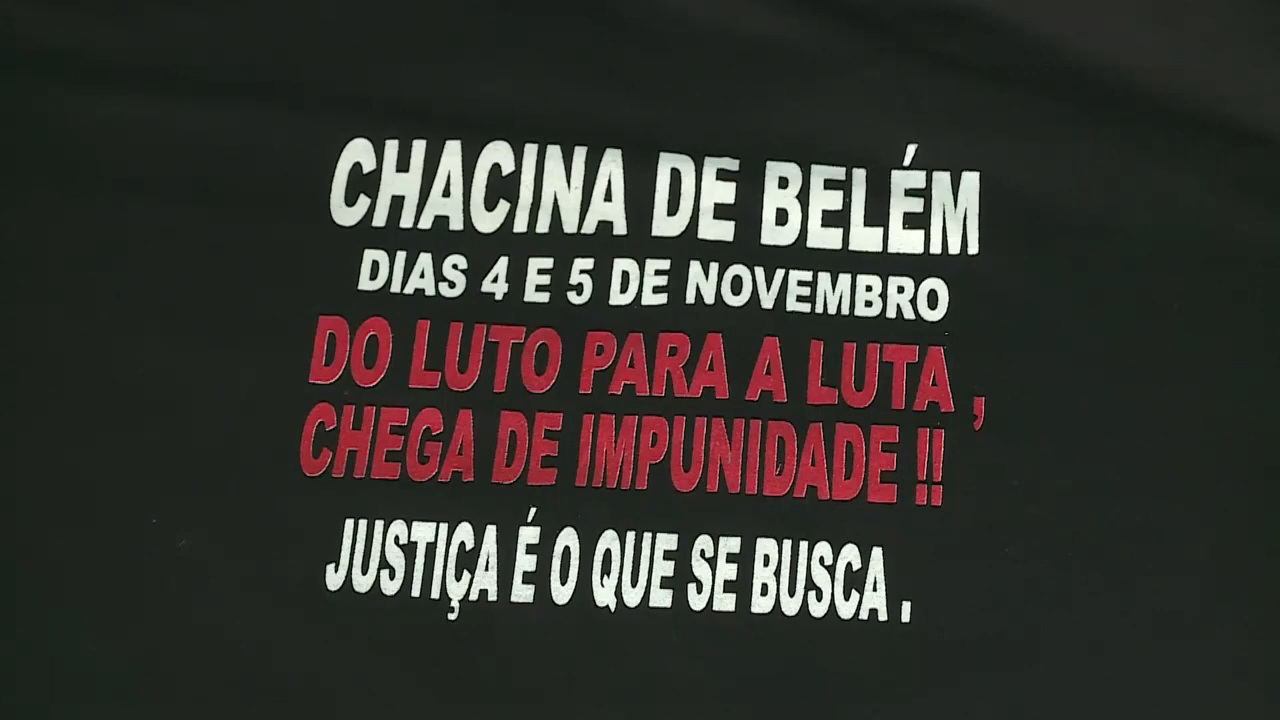 CHACINA DE BELÉM
DIAS 4 E 5 DE NOVEMBRO
DO LUTO PARA A LUTA ,
CHEGA DE IMPUNIDADE !!
JUSTIÇA É O QUE SE BUSCA .